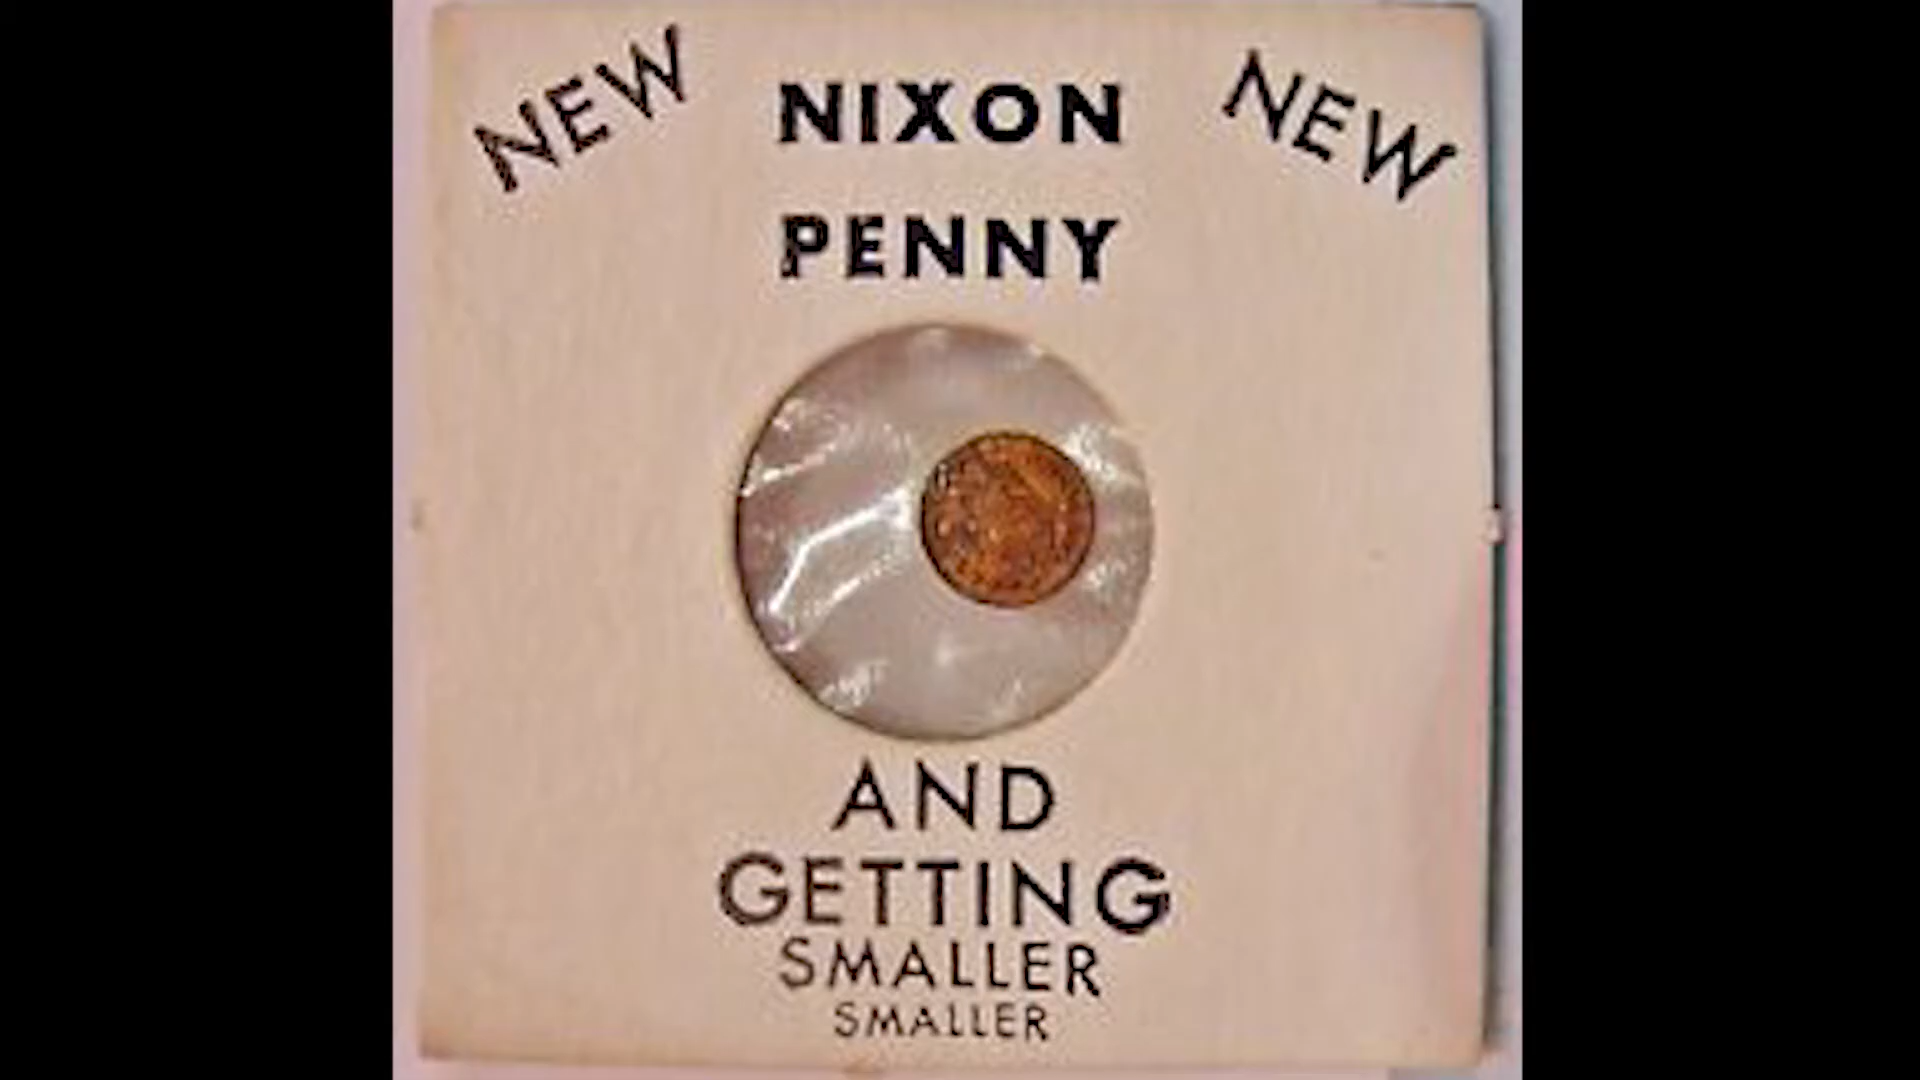 NEW NIXON NEW
PENNY
AND
GETTING
SMALLER
SMALLER